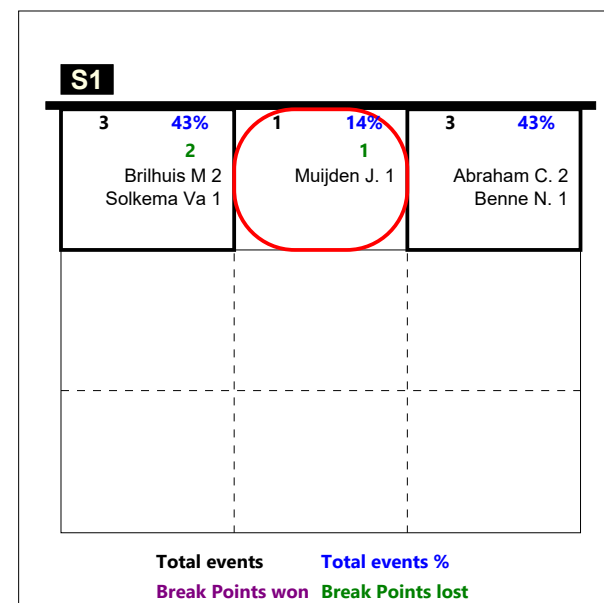 S1
3 43% 1 14% 3 43%
2 1
Brilhuis M 2 Muijden J. 1 Abraham C. 2
Solkema Va 1 Benne N. 1
Total events Total events %
Break Points won Break Points lost